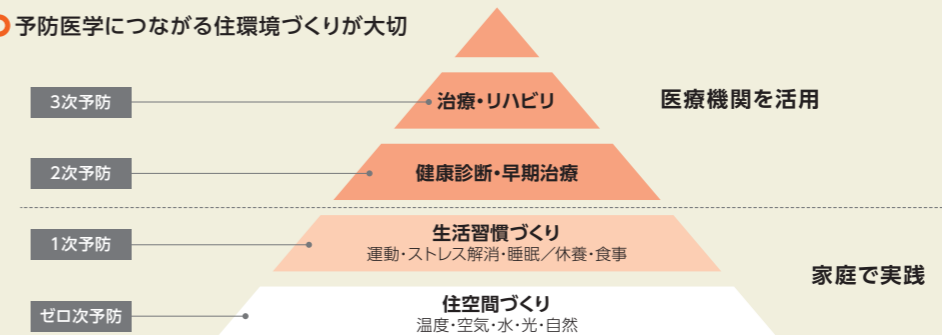 予防医学につながる住環境づくりが大切
3次予防
治療・リハビリ
医療機関を活用
2次予防
健康診断・早期治療
1次予防
生活習慣づくり
運動・ストレス解消・睡眠／休養・食事
家庭で実践
ゼロ次予防
住空間づくり
温度・空気・水・光・自然